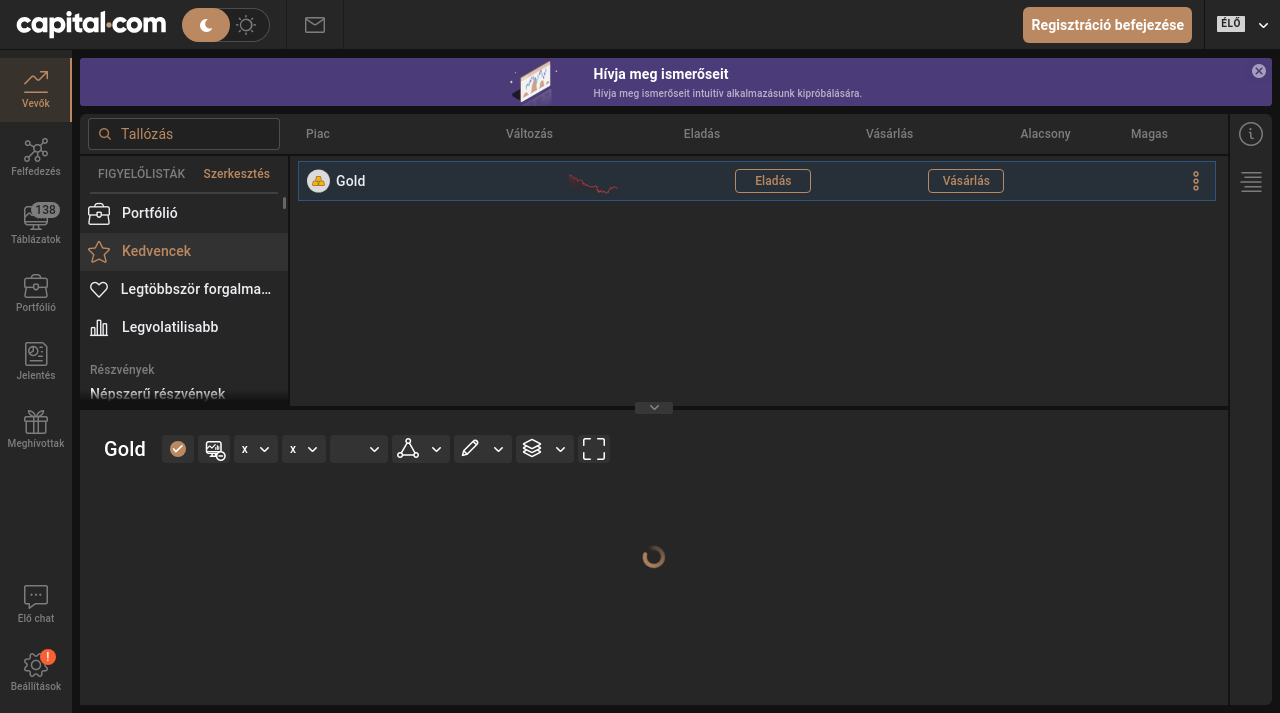 capital.com
Regisztráció befejezése
ÉLŐ
Vevők
Felfedezés
138
Táblázatok
Portfólió
Jelentés
Meghívottak
Elő chat
!
Beállítások
Hívja meg ismerőseit
Hívja meg ismerőseit intuitív alkalmazásunk kipróbálására.
Tallózás
FIGYELŐLISTÁK Szerkesztés
Portfólió
Kedvencek
Legtöbbször forgalma...
Legvolatilisabb
Részvények
Népszerű részvények
Piac Változás Eladás Vásárlás Alacsony Magas
Gold Eladás Vásárlás
Gold x x